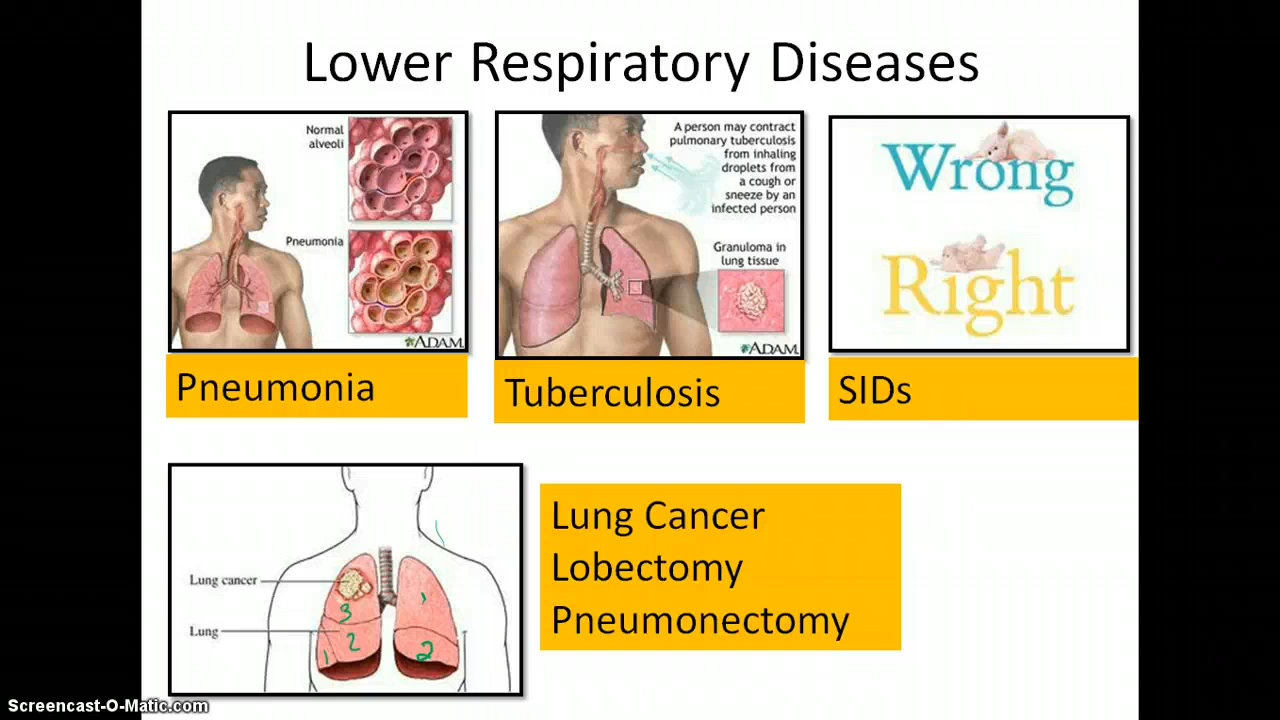 Lower Respiratory Diseases
Normal
alveoli
Pneumonia
ADAM.
Pneumonia
A person may contract
pulmonary tuberculosis
from inhaling
droplets from
a cough or
sneeze by an
infected person
Granuloma in
lung tissue
ADAM.
Tuberculosis
Wrong
Right
SIDs
Lung cancer
Lung
3
2
1
1
2
Lung Cancer
Lobectomy
Pneumonectomy
Screencast-O-Matic.com